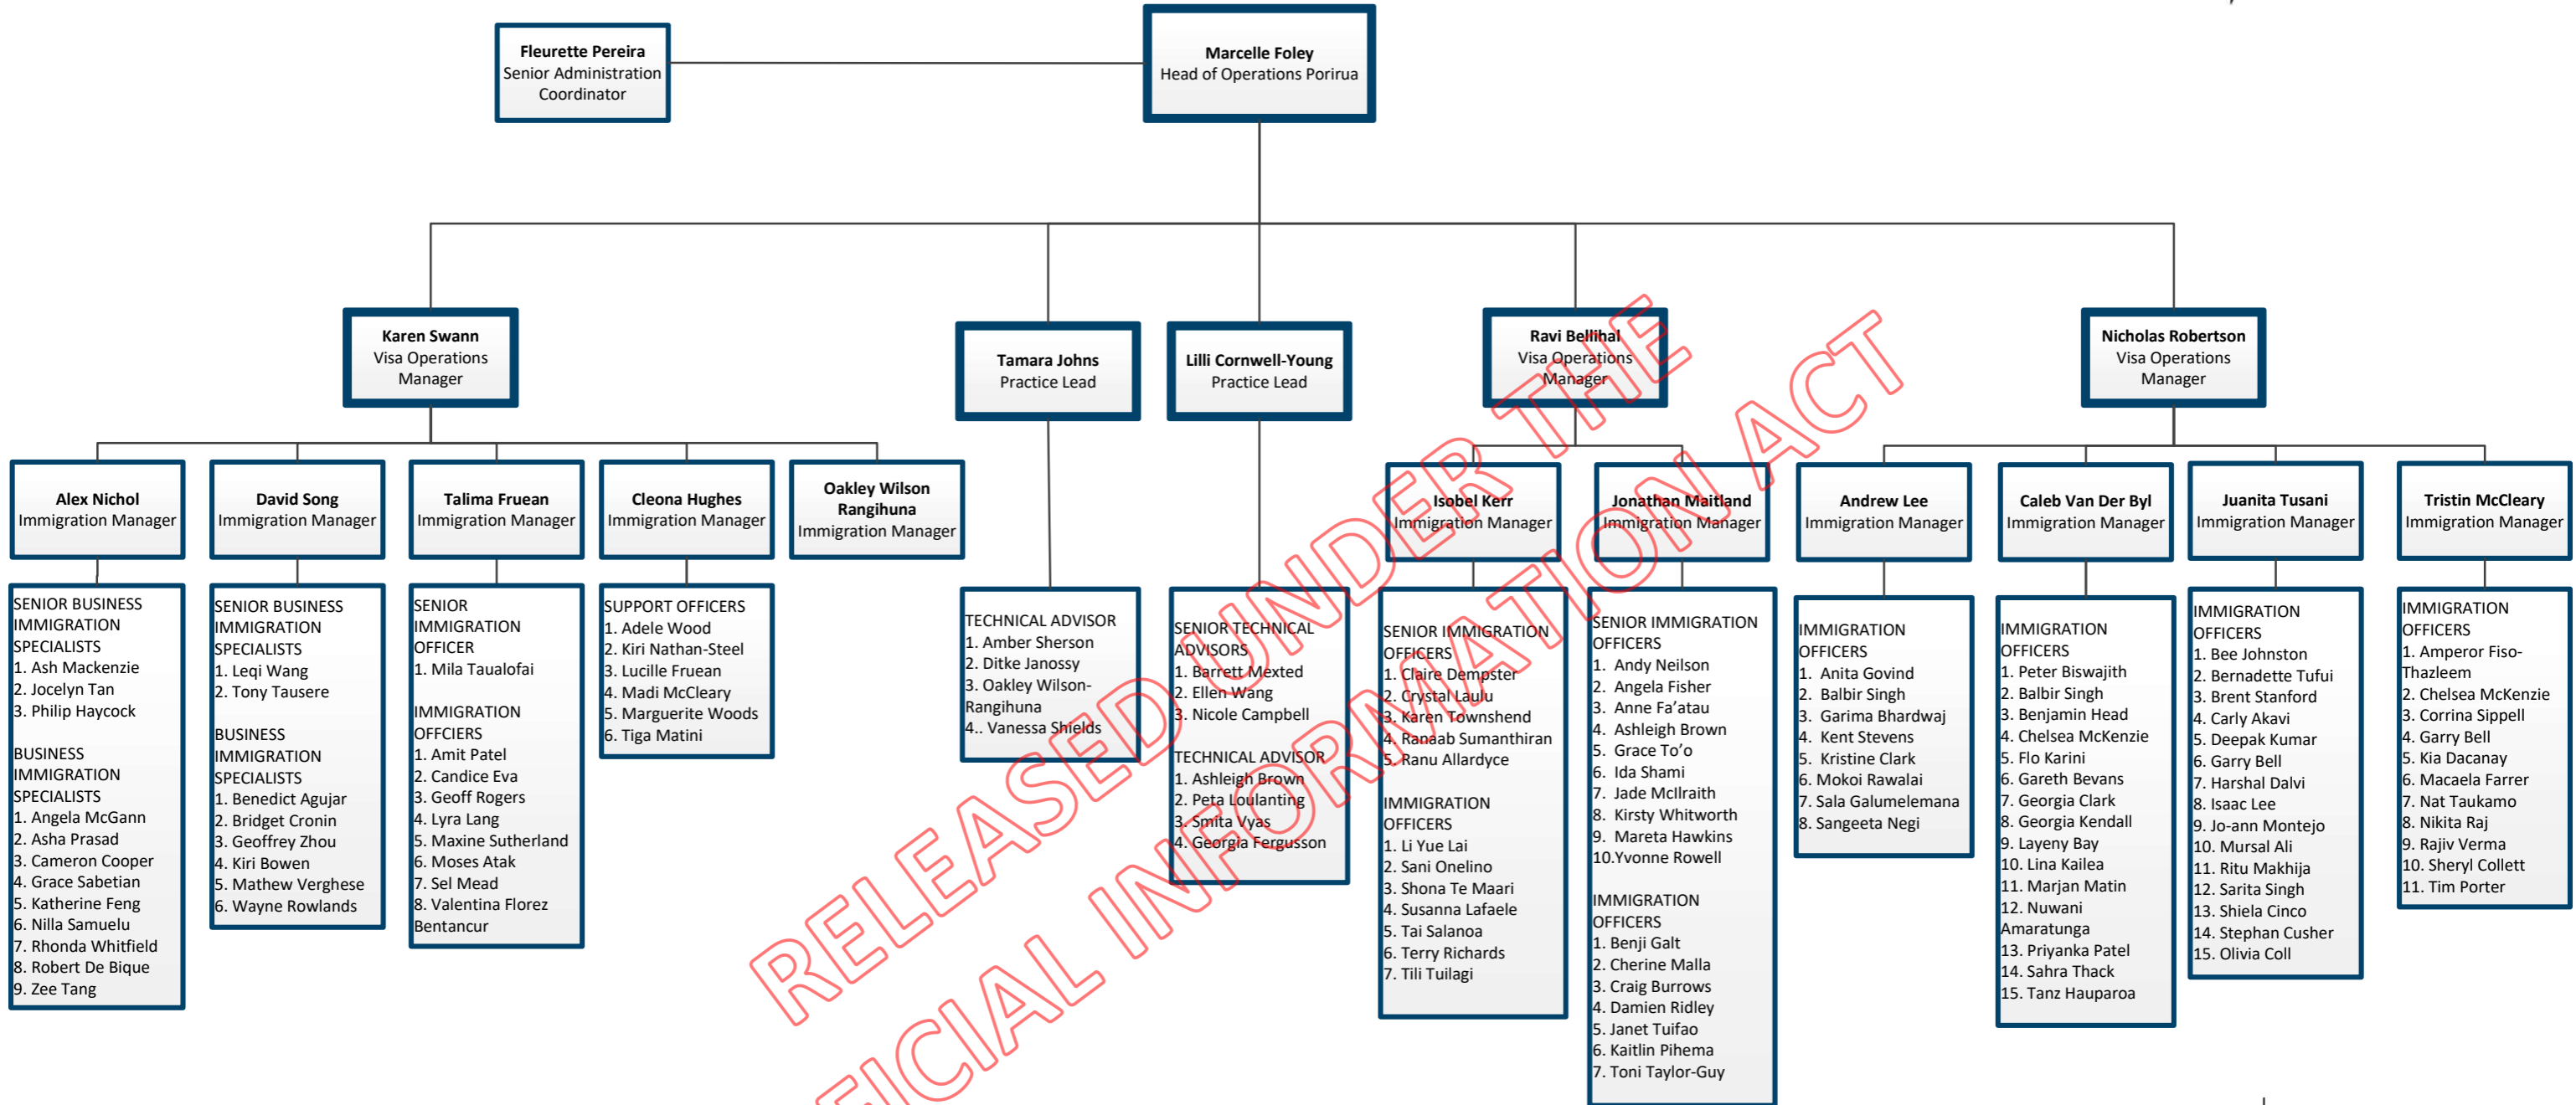 Fleurette Pereira
Senior Administration
Coordinator
Marcelle Foley
Head of Operations Porirua
Karen Swann
Visa Operations
Manager
Tamara Johns
Practice Lead
Lilli Cornwell-Young
Practice Lead
Ravi Bellihal
Visa Operations
Manager
Nicholas Robertson
Visa Operations
Manager
Alex Nichol
Immigration Manager
David Song
Immigration Manager
Talima Fruean
Immigration Manager
Cleona Hughes
Immigration Manager
Oakley Wilson
Rangihuna
Immigration Manager
Isobel Kerr
Immigration Manager
Jonathan Maitland
Immigration Manager
Andrew Lee
Immigration Manager
Caleb Van Der Byl
Immigration Manager
Juanita Tusani
Immigration Manager
Tristin McCleary
Immigration Manager
SENIOR BUSINESS
IMMIGRATION
SPECIALISTS
1. Ash Mackenzie
2. Jocelyn Tan
3. Philip Haycock
BUSINESS
IMMIGRATION
SPECIALISTS
1. Angela McGann
2. Asha Prasad
3. Cameron Cooper
4. Grace Sabetian
5. Katherine Feng
6. Nilla Samuelu
7. Rhonda Whitfield
8. Robert De Bique
9. Zee Tang
SENIOR BUSINESS
IMMIGRATION
SPECIALISTS
1. Leqi Wang
2. Tony Tausere
BUSINESS
IMMIGRATION
SPECIALISTS
1. Benedict Agujar
2. Bridget Cronin
3. Geoffrey Zhou
4. Kiri Bowen
5. Mathew Verghese
6. Wayne Rowlands
SENIOR
IMMIGRATION
OFFICER
1. Mila Taualofai
IMMIGRATION
OFFCIERS
1. Amit Patel
2. Candice Eva
3. Geoff Rogers
4. Lyra Lang
5. Maxine Sutherland
6. Moses Atak
7. Sel Mead
8. Valentina Florez
Bentancur
SUPPORT OFFICERS
1. Adele Wood
2. Kiri Nathan-Steel
3. Lucille Fruean
4. Madi McCleary
5. Marguerite Woods
6. Tiga Matini
TECHNICAL ADVISOR
1. Amber Sherson
2. Ditke Janossy
3. Oakley Wilson-
Rangihuna
4.. Vanessa Shields
SENIOR TECHNICAL
ADVISORS
1. Barrett Mexted
2. Ellen Wang
3. Nicole Campbell
TECHNICAL ADVISOR
1. Ashleigh Brown
2. Peta Loulanting
3. Smita Vyas
4. Georgia Fergusson
SENIOR IMMIGRATION
OFFICERS
1. Claire Dempster
2. Crystal Laulu
3. Karen Townshend
4. Ranaab Sumanthiran
5. Ranu Allardyce
IMMIGRATION
OFFICERS
1. Li Yue Lai
2. Sani Onelino
3. Shona Te Maari
4. Susanna Lafaele
5. Tai Salanoa
6. Terry Richards
7. Tili Tuilagi
SENIOR IMMIGRATION
OFFICERS
1. Andy Neilson
2. Angela Fisher
3. Anne Fa'atau
4. Ashleigh Brown
5. Grace To'o
6. Ida Shami
7. Jade McIlraith
8. Kirsty Whitworth
9. Mareta Hawkins
10.Yvonne Rowell
IMMIGRATION
OFFICERS
1. Benji Galt
2. Cherine Malla
3. Craig Burrows
4. Damien Ridley
5. Janet Tuifao
6. Kaitlin Pihema
7. Toni Taylor-Guy
IMMIGRATION
OFFICERS
1. Anita Govind
2. Balbir Singh
3. Garima Bhardwaj
4. Kent Stevens
5. Kristine Clark
6. Mokoi Rawalai
7. Sala Galumelemana
8. Sangeeta Negi
IMMIGRATION
OFFICERS
1. Peter Biswajith
2. Balbir Singh
3. Benjamin Head
4. Chelsea McKenzie
5. Flo Karini
6. Gareth Bevans
7. Georgia Clark
8. Georgia Kendall
9. Layeny Bay
10. Lina Kailea
11. Marjan Matin
12. Nuwani
Amaratunga
13. Priyanka Patel
14. Sahra Thack
15. Tanz Hauparoa
IMMIGRATION
OFFICERS
1. Bee Johnston
2. Bernadette Tufui
3. Brent Stanford
4. Carly Akavi
5. Deepak Kumar
6. Garry Bell
7. Harshal Dalvi
8. Isaac Lee
9. Jo-ann Montejo
10. Mursal Ali
11. Ritu Makhija
12. Sarita Singh
13. Shiela Cinco
14. Stephan Cusher
15. Olivia Coll
IMMIGRATION
OFFICERS
1. Amperor Fiso-
Thazleem
2. Chelsea McKenzie
3. Corrina Sippell
4. Garry Bell
5. Kia Dacanay
6. Macaela Farrer
7. Nat Taukamo
8. Nikita Raj
9. Rajiv Verma
10. Sheryl Collett
11. Tim Porter
RELEASED UNDER THE
FICIAL INFORMATION ACT